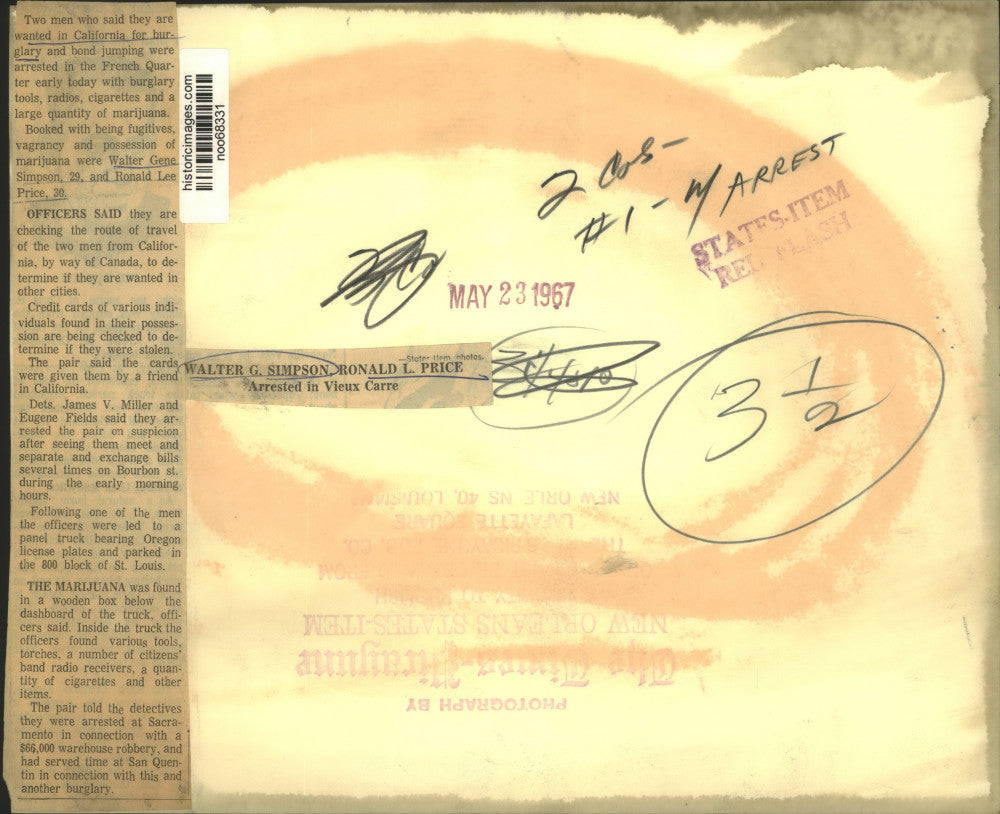 Two men who said they are
wanted in California for bur-
glary and bond jumping were
arrested in the French Quar-
ter early today with burglary
tools, radios, cigarettes and a
large quantity of marijuana.
Booked with being fugitives,
vagrancy and possession of
marijuana were Walter Gene
Simpson, 29, and Ronald Lee
Price, 30.
OFFICERS SAID they are
checking the route of travel
of the two men from Califor-
nia, by way of Canada, to de-
termine if they are wanted in
other cities.
Credit cards of various indi-
viduals found in their posses-
sion are being checked to de-
termine if they were stolen.
The pair said the cards
were given them by a friend
in California.
Dets. James V. Miller and
Eugene Fields said they ar-
rested the pair on suspicion
after seeing them meet and
separate and exchange bills
several times on Bourbon st.
during the early morning
hours.
Following one of the men
the officers were led to a
panel truck bearing Oregon
license plates and parked in
the 800 block of St. Louis.
THE MARIJUANA was found
in a wooden box below the
dashboard of the truck, offi-
cers said. Inside the truck the
officers found various tools,
torches, a number of citizens'
band radio receivers, a quan-
tity of cigarettes and other
items.
The pair told the detectives
they were arrested at Sacra-
mento in connection with a
$66,000 warehouse robbery, and
had served time at San Quen-
tin in connection with this and
another burglary.
historicimages.com
noo68331
2 Cols-
#1- W/ ARREST
STATES-ITEM
RED FLASH
MAY 23 1967
—States Item photos.
WALTER G. SIMPSON, RONALD L. PRICE
Arrested in Vieux Carre
3 1/2
PHOTOGRAPH BY
The Times-Picayune
NEW ORLEANS STATES-ITEM
LAFAYETTE SQUARE
NEW ORLE NS 40, LOUISIAN